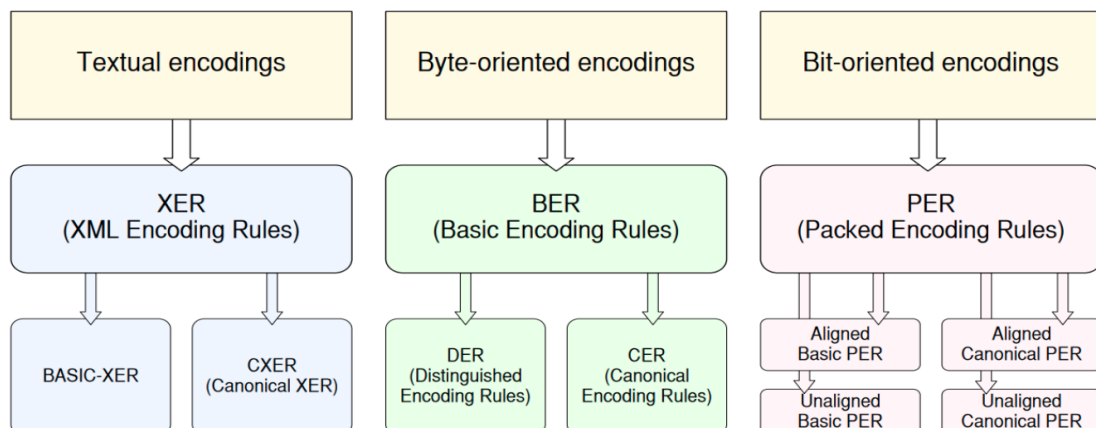 Textual encodings
Byte-oriented encodings
Bit-oriented encodings
XER
(XML Encoding Rules)
BER
(Basic Encoding Rules)
PER
(Packed Encoding Rules)
BASIC-XER
CXER
(Canonical XER)
DER
(Distinguished
Encoding Rules)
CER
(Canonical
Encoding Rules)
Aligned
Basic PER
Aligned
Canonical PER
Unaligned
Basic PER
Unaligned
Canonical PER